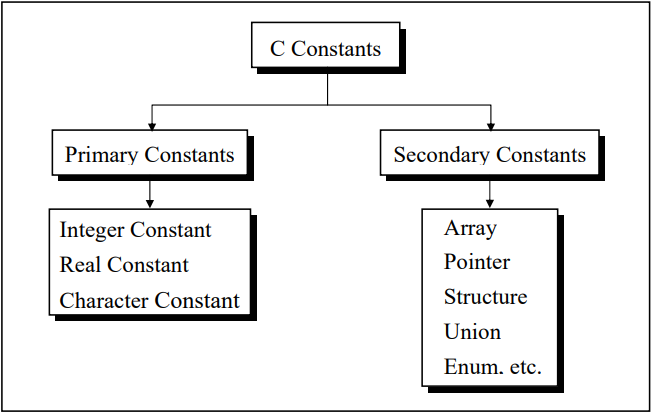 C Constants
Primary Constants
Secondary Constants
Integer Constant
Real Constant
Character Constant
Array
Pointer
Structure
Union
Enum, etc.